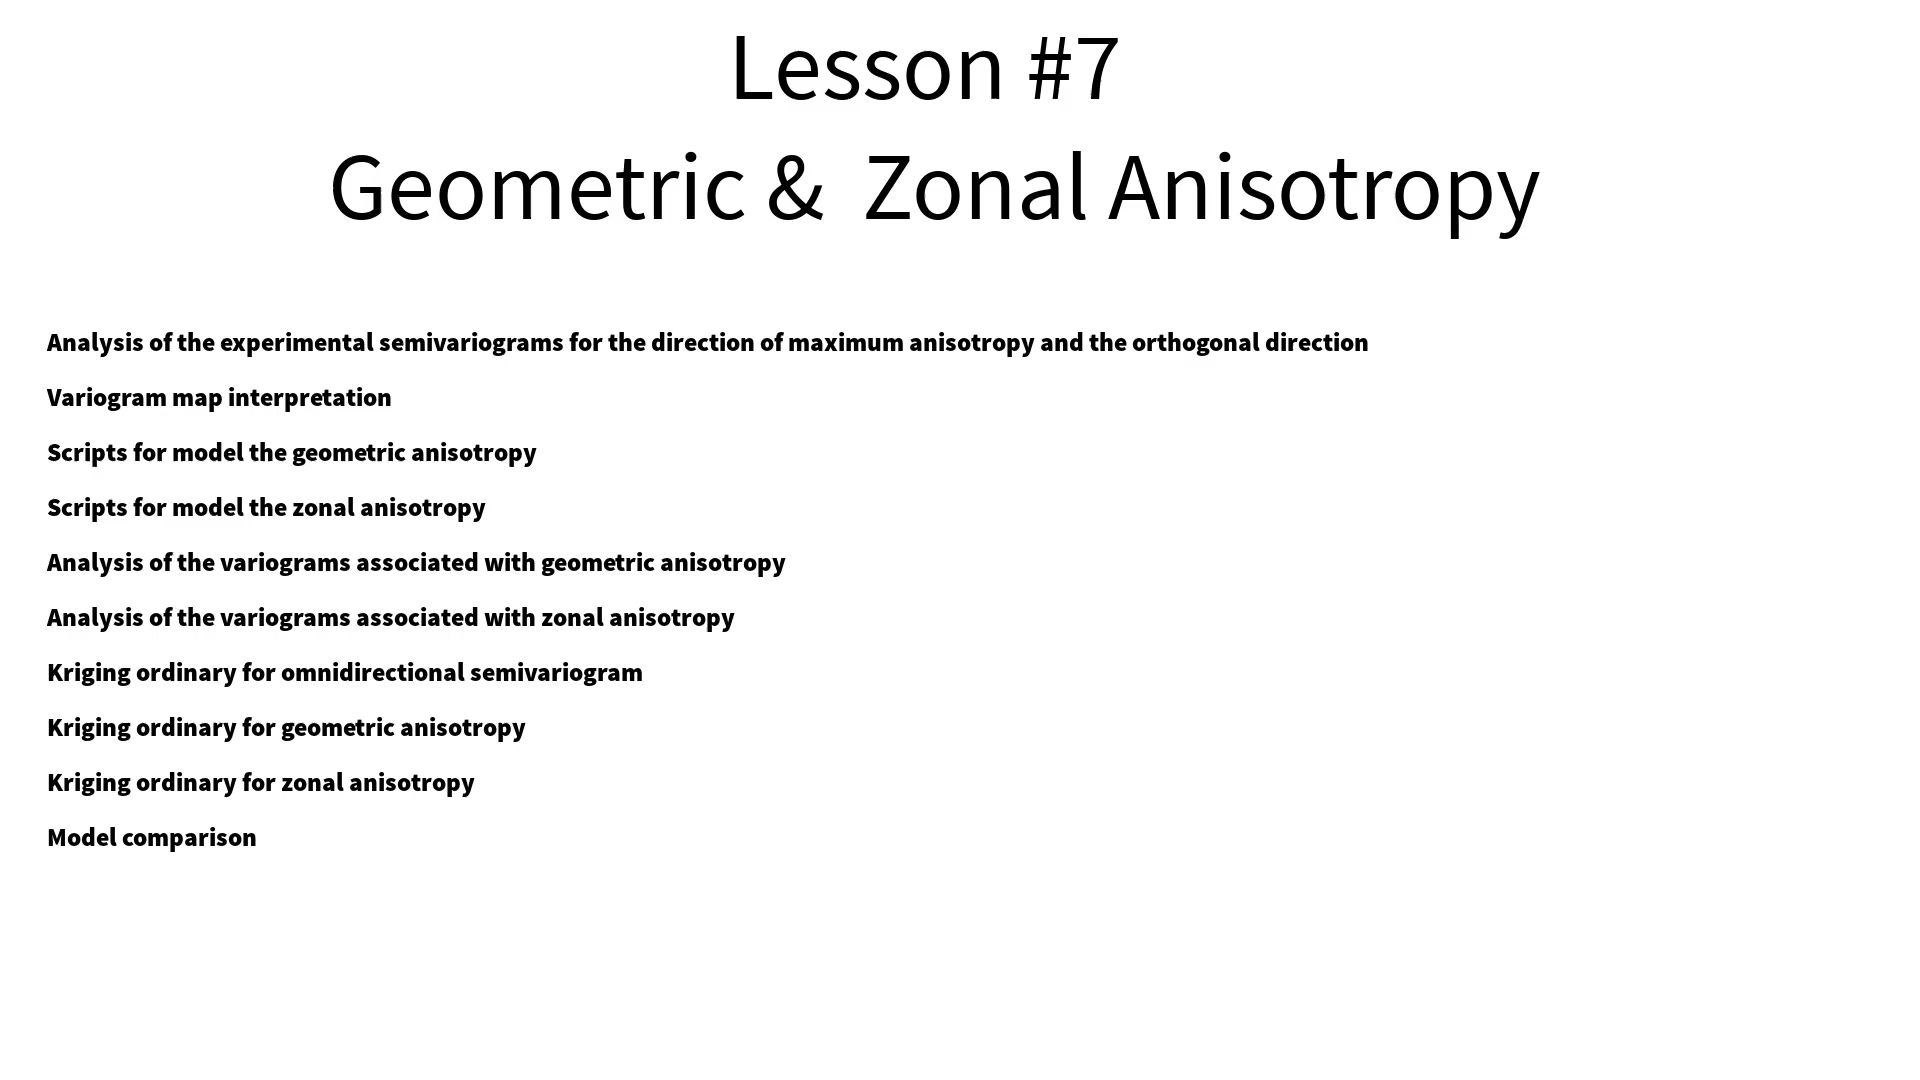 Lesson #7
Geometric &  Zonal Anisotropy
Analysis of the experimental semivariograms for the direction of maximum anisotropy and the orthogonal direction
Variogram map interpretation
Scripts for model the geometric anisotropy
Scripts for model the zonal anisotropy
Analysis of the variograms associated with geometric anisotropy
Analysis of the variograms associated with zonal anisotropy
Kriging ordinary for omnidirectional semivariogram
Kriging ordinary for geometric anisotropy
Kriging ordinary for zonal anisotropy
Model comparison